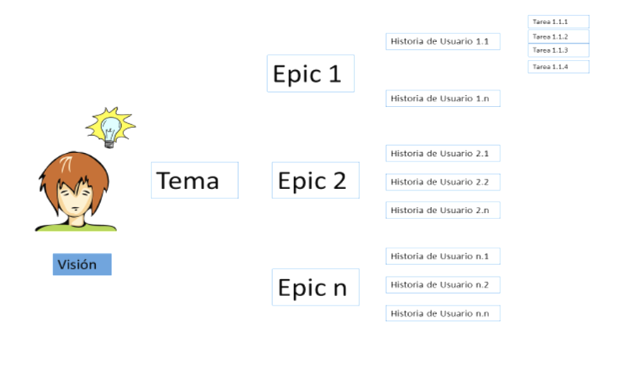 Visión
Tema
Epic 1
Historia de Usuario 1.1
Tarea 1.1.1
Tarea 1.1.2
Tarea 1.1.3
Tarea 1.1.4
Historia de Usuario 1.n
Epic 2
Historia de Usuario 2.1
Historia de Usuario 2.2
Historia de Usuario 2.n
Epic n
Historia de Usuario n.1
Historia de Usuario n.2
Historia de Usuario n.n